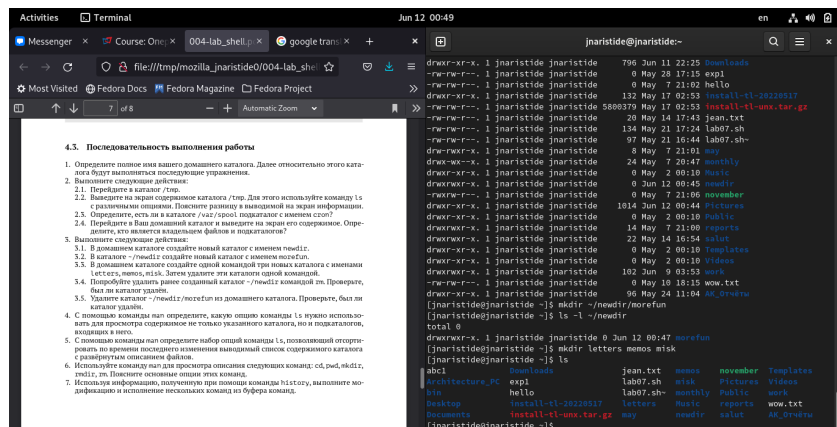 Activities Terminal Jun 12 00:49 en
Messenger × Course: Onep × 004-lab_shell.p × google trans × + ×
file:///tmp/mozilla_jnaristide0/004-lab_shel
Most Visited Fedora Docs Fedora Magazine Fedora Project
7 of 8 — + Automatic Zoom
4.3. Последовательность выполнения работы
1. Определите полное имя вашего домашнего каталога. Далее относительно этого ката-
лога будут выполняться последующие упражнения.
2. Выполните следующие действия:
2.1. Перейдите в каталог /tmp.
2.2. Выведите на экран содержимое каталога /tmp. Для этого используйте команду ls
с различными опциями. Поясните разницу в выводимой на экран информации.
2.3. Определите, есть ли в каталоге /var/spool подкаталог с именем cron?
2.4. Перейдите в Ваш домашний каталог и выведите на экран его содержимое. Опре-
делите, кто является владельцем файлов и подкаталогов?
3. Выполните следующие действия:
3.1. В домашнем каталоге создайте новый каталог с именем newdir.
3.2. В каталоге ~/newdir создайте новый каталог с именем morefun.
3.3. В домашнем каталоге создайте одной командой три новых каталога с именами
letters, memos, misk. Затем удалите эти каталоги одной командой.
3.4. Попробуйте удалить ранее созданный каталог ~/newdir командой rm. Проверьте,
был ли каталог удалён.
3.5. Удалите каталог ~/newdir/morefun из домашнего каталога. Проверьте, был ли
каталог удалён.
4. С помощью команды man определите, какую опцию команды ls нужно использо-
вать для просмотра содержимое не только указанного каталога, но и подкаталогов,
входящих в него.
5. С помощью команды man определите набор опций команды ls, позволяющий отсорти-
ровать по времени последнего изменения выводимый список содержимого каталога
с развёрнутым описанием файлов.
6. Используйте команду man для просмотра описания следующих команд: cd, pwd, mkdir,
rmdir, rm. Поясните основные опции этих команд.
7. Используя информацию, полученную при помощи команды history, выполните мо-
дификацию и исполнение нескольких команд из буфера команд.
jnaristide@jnaristide:~
drwxr-xr-x. 1 jnaristide jnaristide 796 Jun 11 22:25 Downloads
-rw-rw-r--. 1 jnaristide jnaristide 0 May 28 17:15 exp1
-rw-rw-r--. 1 jnaristide jnaristide 0 May 7 21:02 hello
drwxrwxr-x. 1 jnaristide jnaristide 132 May 17 02:53 install-tl-20220517
-rw-rw-r--. 1 jnaristide jnaristide 5800379 May 17 02:53 install-tl-unx.tar.gz
-rw-rw-r--. 1 jnaristide jnaristide 20 May 14 17:43 jean.txt
-rw-rw-r--. 1 jnaristide jnaristide 134 May 21 17:24 lab07.sh
-rw-rw-r--. 1 jnaristide jnaristide 97 May 21 16:44 lab07.sh~
drwxr--r--. 1 jnaristide jnaristide 8 May 7 21:01 may
drwx-wx--x. 1 jnaristide jnaristide 24 May 7 20:47 monthly
drwxr-xr-x. 1 jnaristide jnaristide 0 May 2 00:10 Music
drwxrwxr-x. 1 jnaristide jnaristide 0 Jun 12 00:45 newdir
-rwxrw-r--. 1 jnaristide jnaristide 0 May 7 21:06 november
drwxr-xr-x. 1 jnaristide jnaristide 1014 Jun 12 00:44 Pictures
drwxr-xr-x. 1 jnaristide jnaristide 0 May 2 00:10 Public
drwxr-xr-x. 1 jnaristide jnaristide 14 May 7 21:00 reports
drwxrwxr-x. 1 jnaristide jnaristide 22 May 14 16:54 salut
drwxr-xr-x. 1 jnaristide jnaristide 0 May 2 00:10 Templates
drwxr-xr-x. 1 jnaristide jnaristide 0 May 2 00:10 Videos
drwxrwxr-x. 1 jnaristide jnaristide 102 Jun 9 03:53 work
-rw-rw-r--. 1 jnaristide jnaristide 0 May 10 18:15 wow.txt
drwxrwxr-x. 1 jnaristide jnaristide 96 May 24 11:04 АК_Отчёты
[jnaristide@jnaristide ~]$ mkdir ~/newdir/morefun
[jnaristide@jnaristide ~]$ ls -l ~/newdir
total 0
drwxrwxr-x. 1 jnaristide jnaristide 0 Jun 12 00:47 morefun
[jnaristide@jnaristide ~]$ mkdir letters memos misk
[jnaristide@jnaristide ~]$ ls
abc1 Downloads jean.txt memos november Templates
Architecture_PC exp1 lab07.sh misk Pictures Videos
bin hello lab07.sh~ monthly Public work
Desktop install-tl-20220517 letters Music reports wow.txt
Documents install-tl-unx.tar.gz may newdir salut АК_Отчёты
[jnaristide@jnaristide ~]$